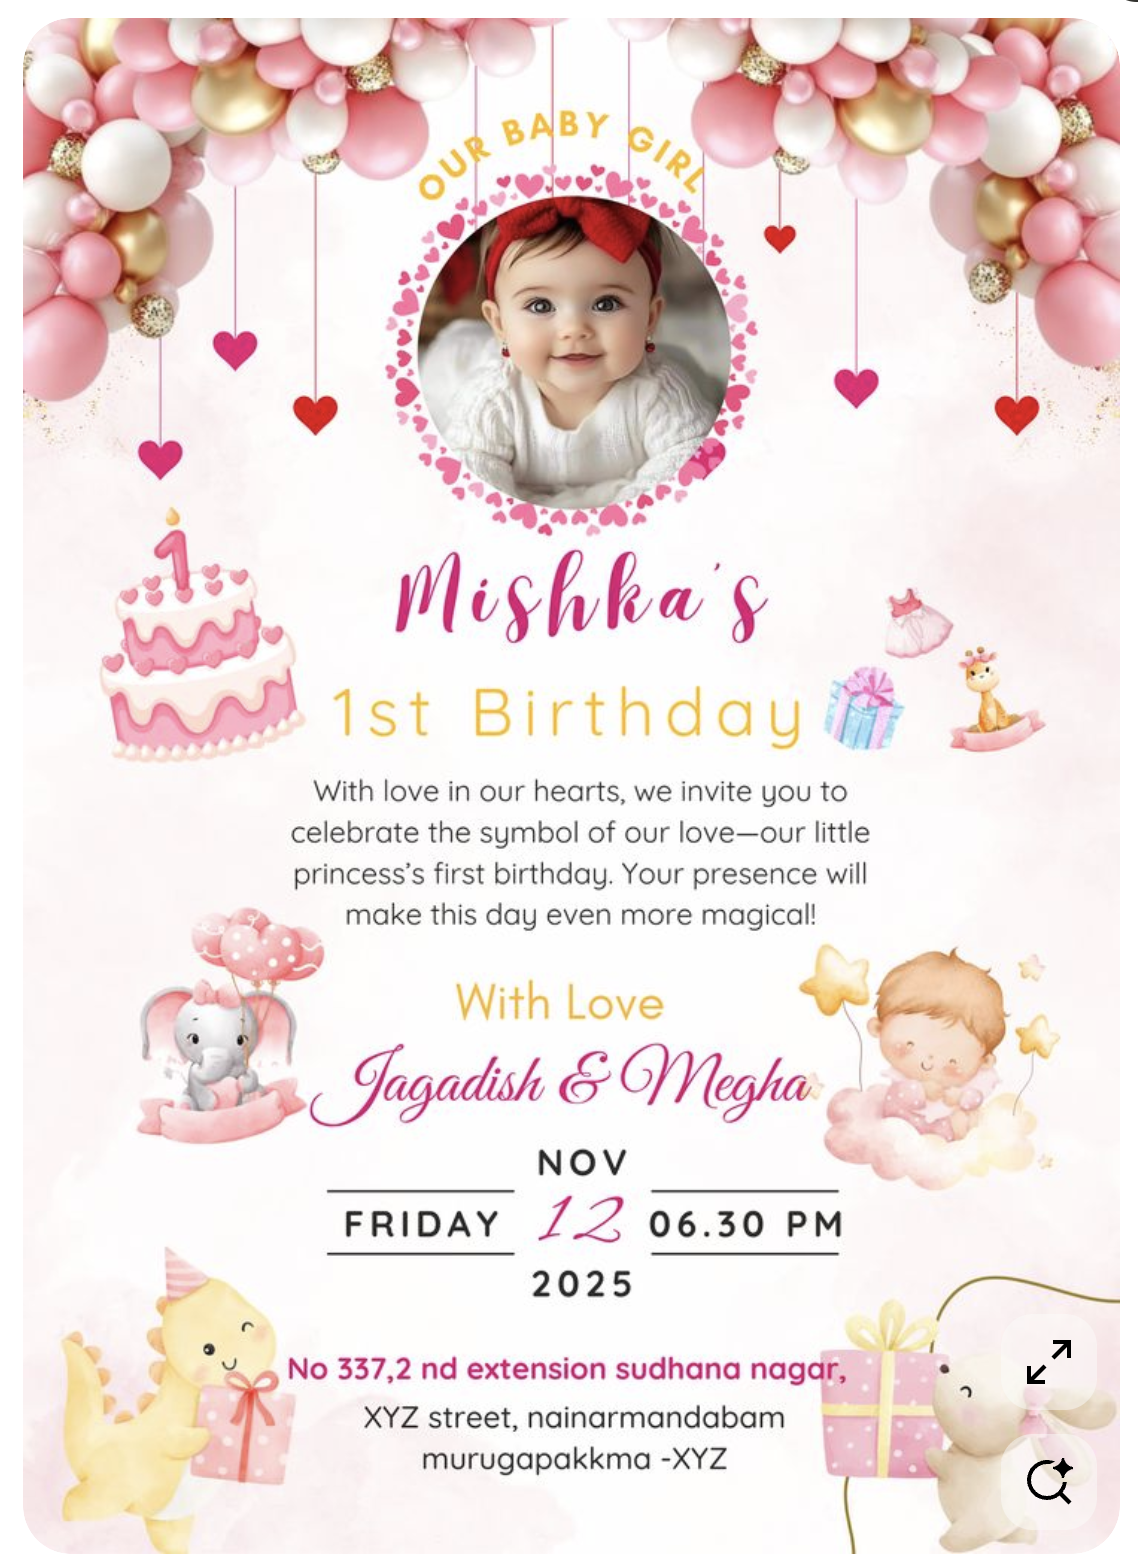 OUR BABY GIRL
Mishka's
1st Birthday
With love in our hearts, we invite you to
celebrate the symbol of our love—our little
princess’s first birthday. Your presence will
make this day even more magical!
With Love
Jagadish & Megha
NOV
FRIDAY 12 06.30 PM
2025
No 337,2 nd extension sudhana nagar,
XYZ street, nainarmandabam
murugapakkma -XYZ
1